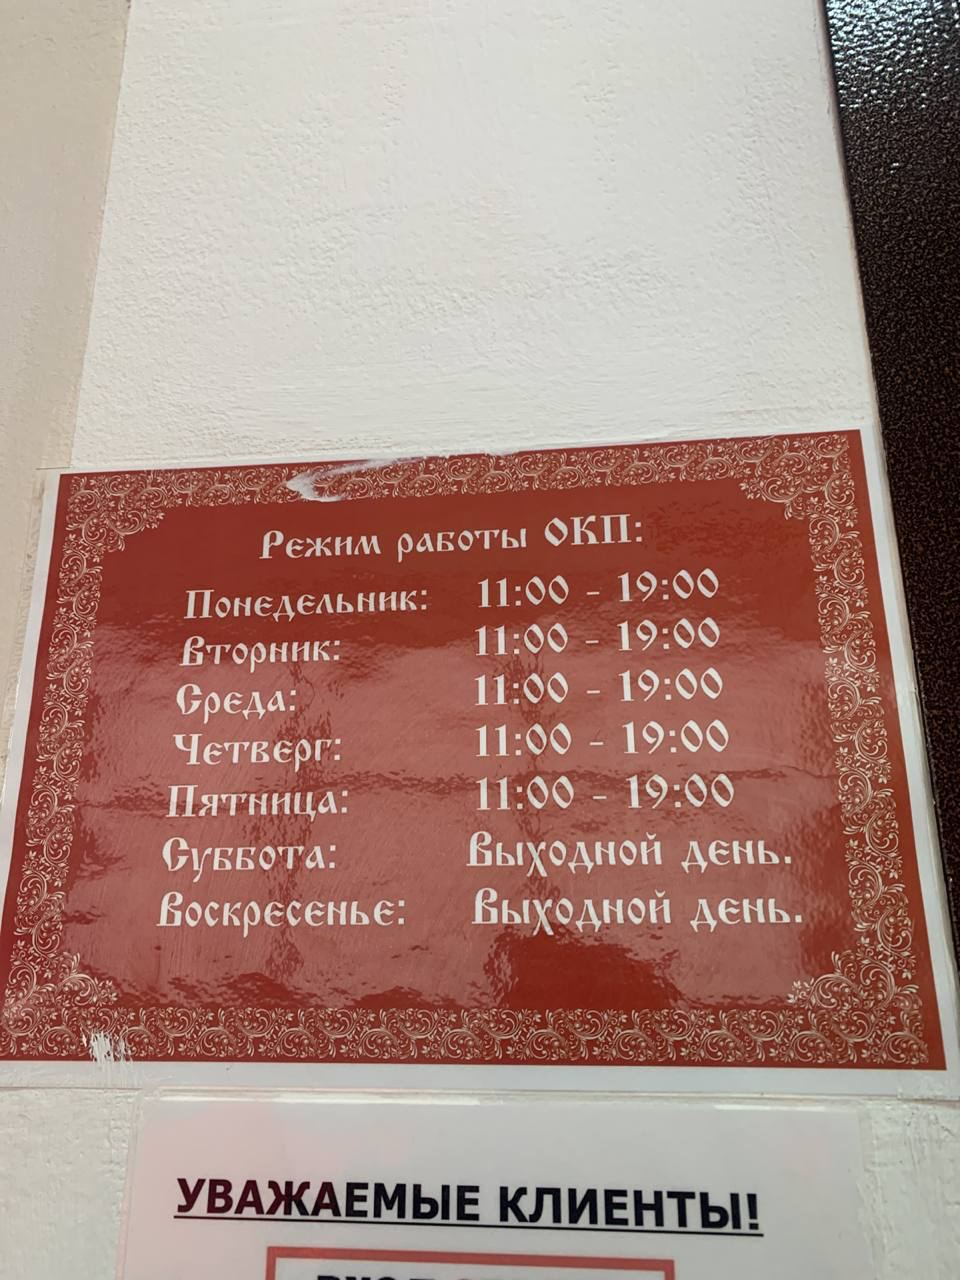 Режим работы ОКП:
Понедельник: 11:00 - 19:00
Вторник: 11:00 - 19:00
Среда: 11:00 - 19:00
Четверг: 11:00 - 19:00
Пятница: 11:00 - 19:00
Суббота: Выходной день.
Воскресенье: Выходной день.
УВАЖАЕМЫЕ КЛИЕНТЫ!